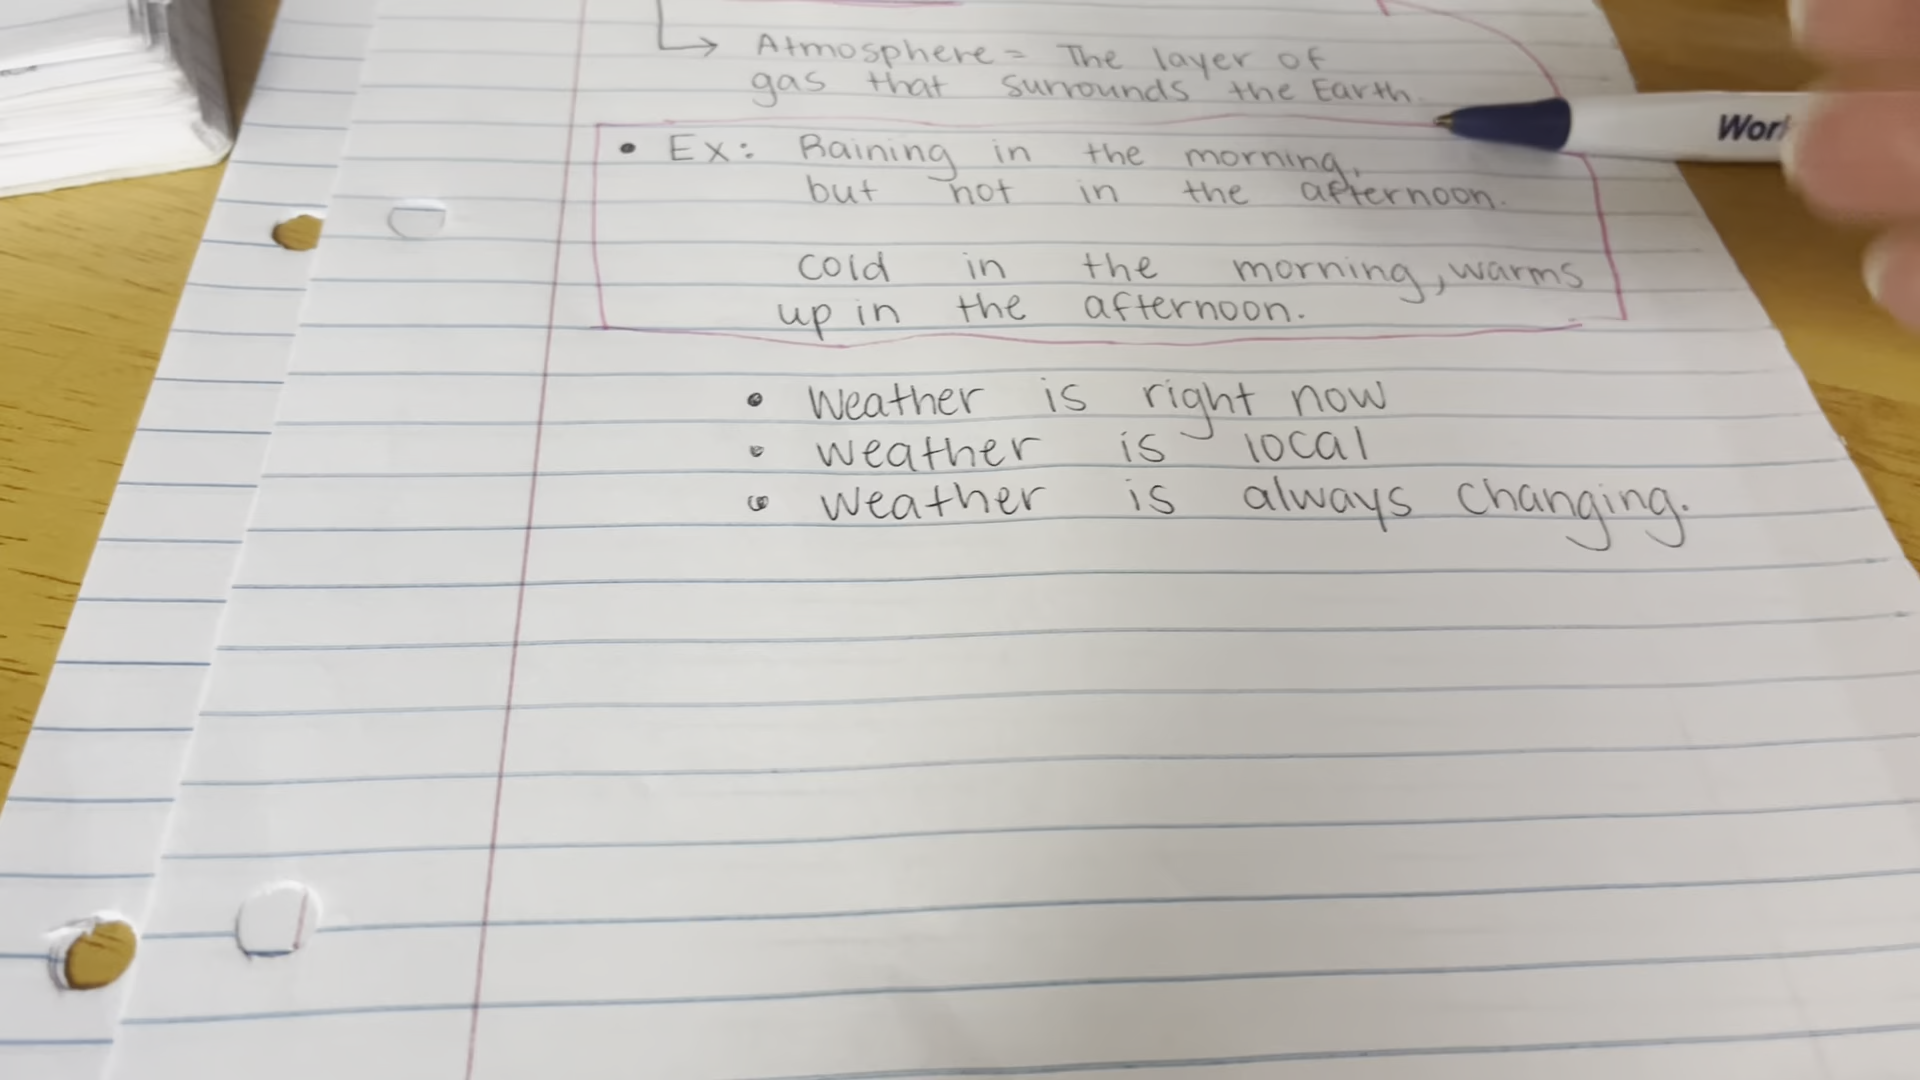 → Atmosphere = The layer of
gas that surrounds the Earth.
• Ex: Raining in the morning,
but not in the afternoon.
cold in the morning, warms
up in the afternoon.
• Weather is right now
• weather is local
• weather is always changing.
Wor